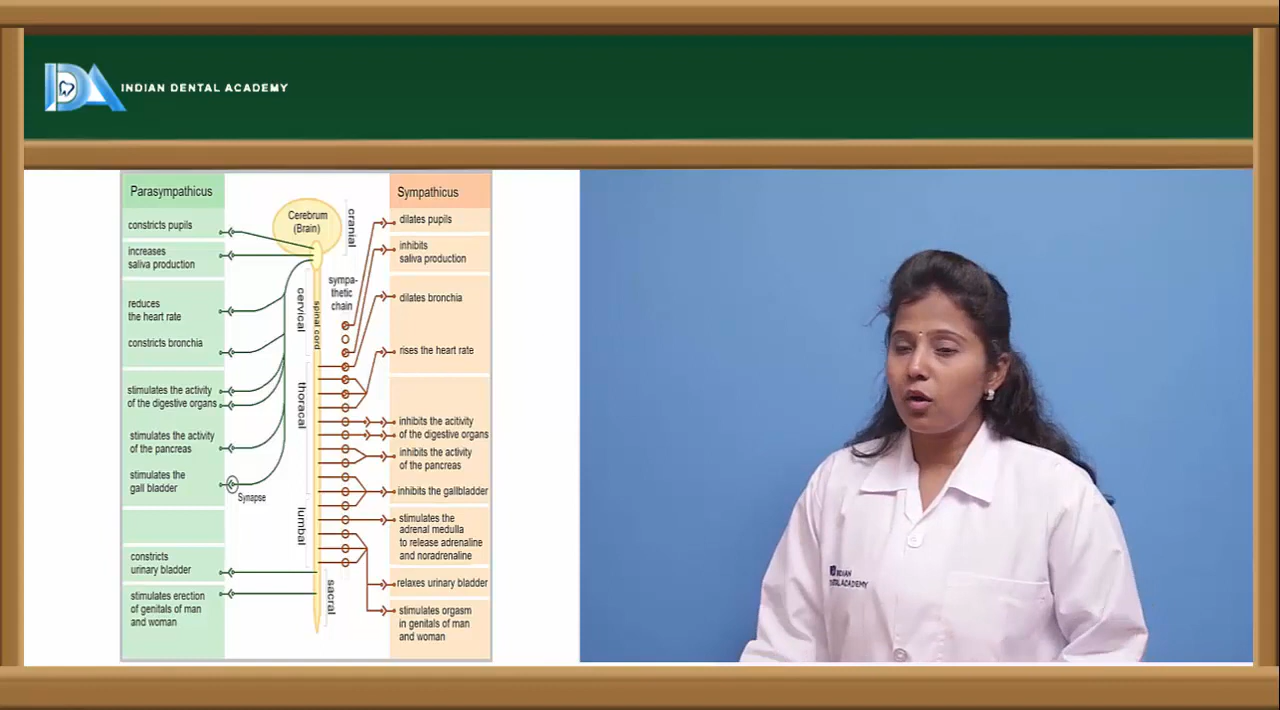 INDIAN DENTAL ACADEMY
Parasympathicus
constricts pupils
increases
saliva production
reduces
the heart rate
constricts bronchia
stimulates the activity
of the digestive organs
stimulates the activity
of the pancreas
stimulates the
gall bladder
constricts
urinary bladder
stimulates erection
of genitals of man
and woman
Cerebrum
(Brain)
cranial
sympa-
thetic
chain
cervical
spinal cord
thoracal
Synapse
lumbal
sacral
Sympathicus
dilates pupils
inhibits
saliva production
dilates bronchia
rises the heart rate
inhibits the acitivity
of the digestive organs
inhibits the activity
of the pancreas
inhibits the gallbladder
stimulates the
adrenal medulla
to release adrenaline
and noradrenaline
relaxes urinary bladder
stimulates orgasm
in genitals of man
and woman
INDIAN
DENTAL ACADEMY